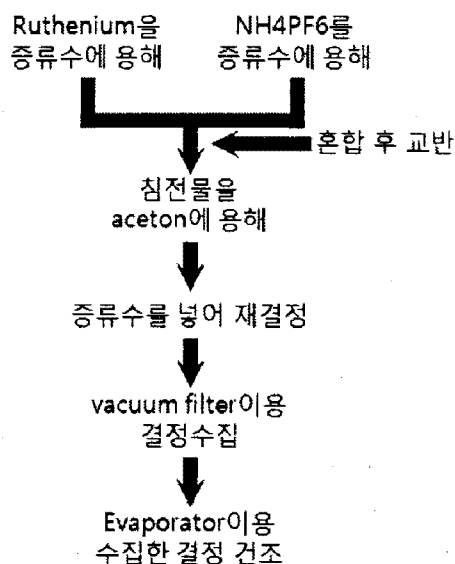 Ruthenium을
증류수에 용해
NH4PF6를
증류수에 용해
혼합 후 교반
침전물을
aceton에 용해
증류수를 넣어 재결정
vacuum filter이용
결정수집
Evaporator이용
수집한 결정 건조